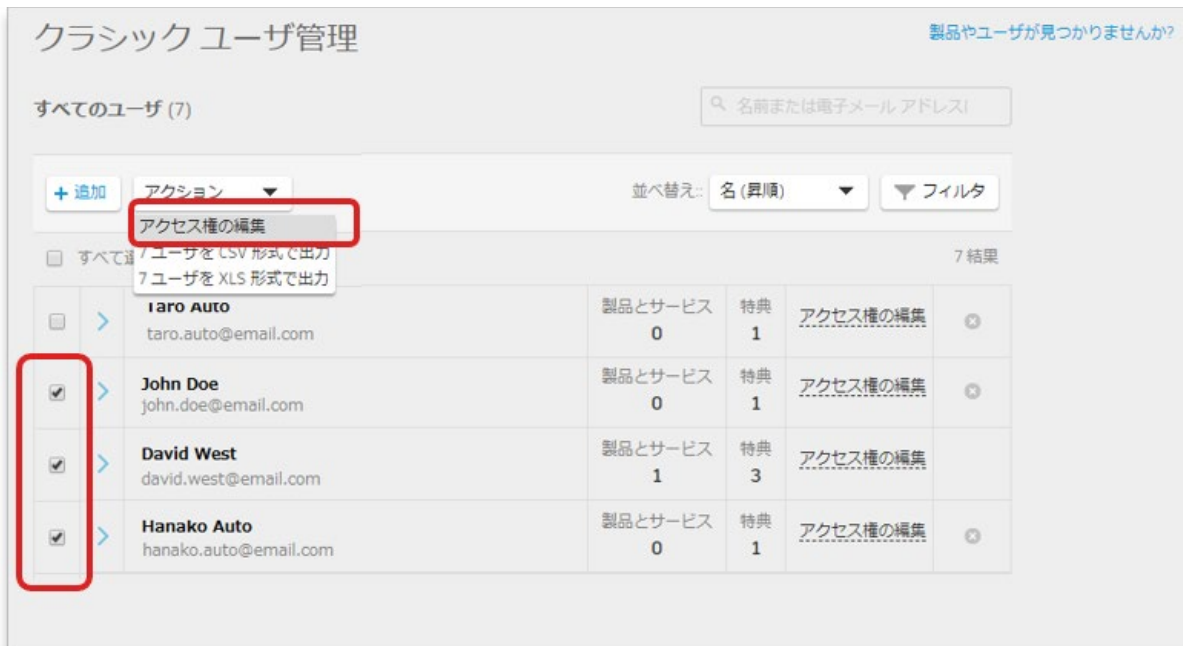 クラシック ユーザ管理
製品やユーザが見つかりませんか?
すべてのユーザ (7)
名前または電子メール アドレス
+ 追加 アクション 並べ替え:: 名 (昇順) フィルタ
アクセス権の編集
7 ユーザを CSV 形式で出力
すべて 7 結果
7 ユーザを XLS 形式で出力
Taro Auto 製品とサービス 特典 アクセス権の編集
taro.auto@email.com 0 1
John Doe 製品とサービス 特典 アクセス権の編集
john.doe@email.com 0 1
David West 製品とサービス 特典 アクセス権の編集
david.west@email.com 1 3
Hanako Auto 製品とサービス 特典 アクセス権の編集
hanako.auto@email.com 0 1